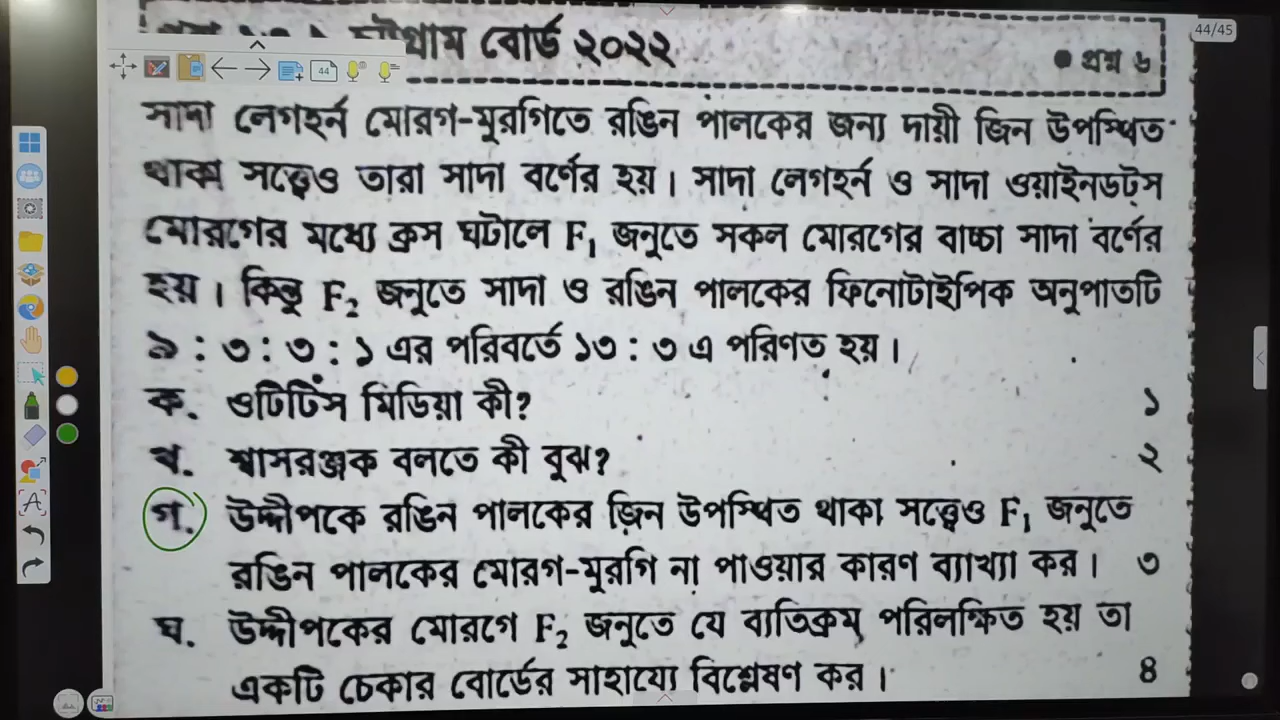 চট্টগ্রাম বোর্ড ২০২২
● প্রশ্ন ৬
44/45
44
সাদা লেগহর্ন মোরগ-মুরগিতে রঙিন পালকের জন্য দায়ী জিন উপস্থিত
থাকা সত্ত্বেও তারা সাদা বর্ণের হয়। সাদা লেগহর্ন ও সাদা ওয়াইনডটস
মোরগের মধ্যে ক্রস ঘটালে F₁ জনুতে সকল মোরগের বাচ্চা সাদা বর্ণের
হয়। কিন্তু F₂ জনুতে সাদা ও রঙিন পালকের ফিনোটাইপিক অনুপাতটি
৯ : ৩ : ৩ : ১ এর পরিবর্তে ১৩ : ৩ এ পরিণত হয়।
ক. ওটিটিস মিডিয়া কী? ১
খ. শ্বাসরঞ্জক বলতে কী বুঝ? ২
গ. উদ্দীপকে রঙিন পালকের জিন উপস্থিত থাকা সত্ত্বেও F₁ জনুতে
রঙিন পালকের মোরগ-মুরগি না পাওয়ার কারণ ব্যাখ্যা কর। ৩
ঘ. উদ্দীপকের মোরগে F₂ জনুতে যে ব্যতিক্রম পরিলক্ষিত হয় তা
একটি চেকার বোর্ডের সাহায্যে বিশ্লেষণ কর। ৪